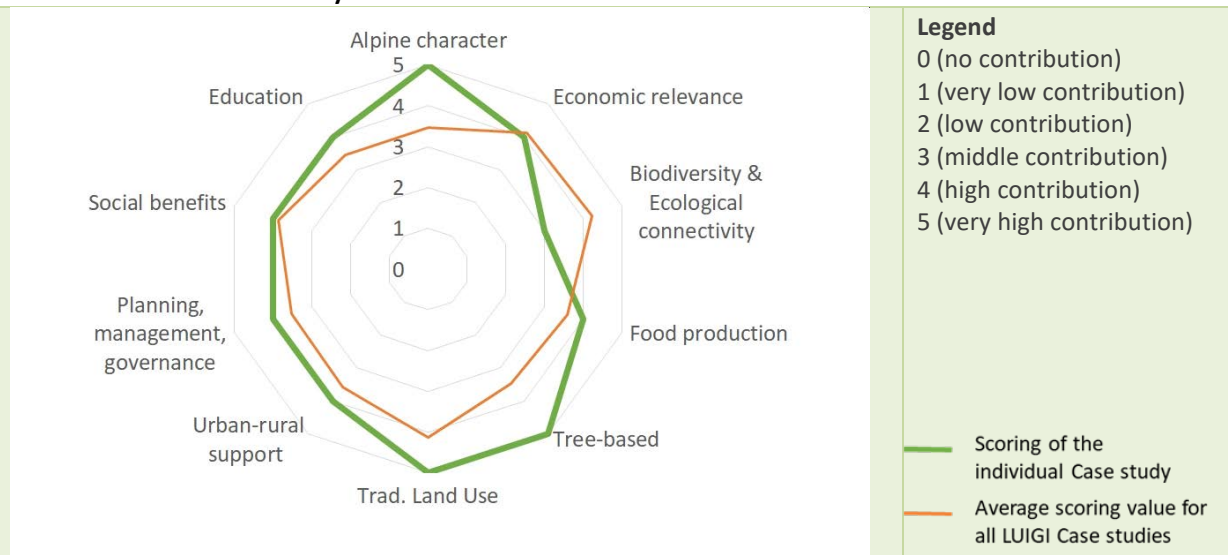 Alpine character
5
4
3
2
1
0
Economic relevance
Biodiversity &
Ecological
connectivity
Food production
Tree-based
Trad. Land Use
Urban-rural
support
Planning,
management,
governance
Social benefits
Education
Legend
0 (no contribution)
1 (very low contribution)
2 (low contribution)
3 (middle contribution)
4 (high contribution)
5 (very high contribution)
Scoring of the
individual Case study
Average scoring value for
all LUIGI Case studies